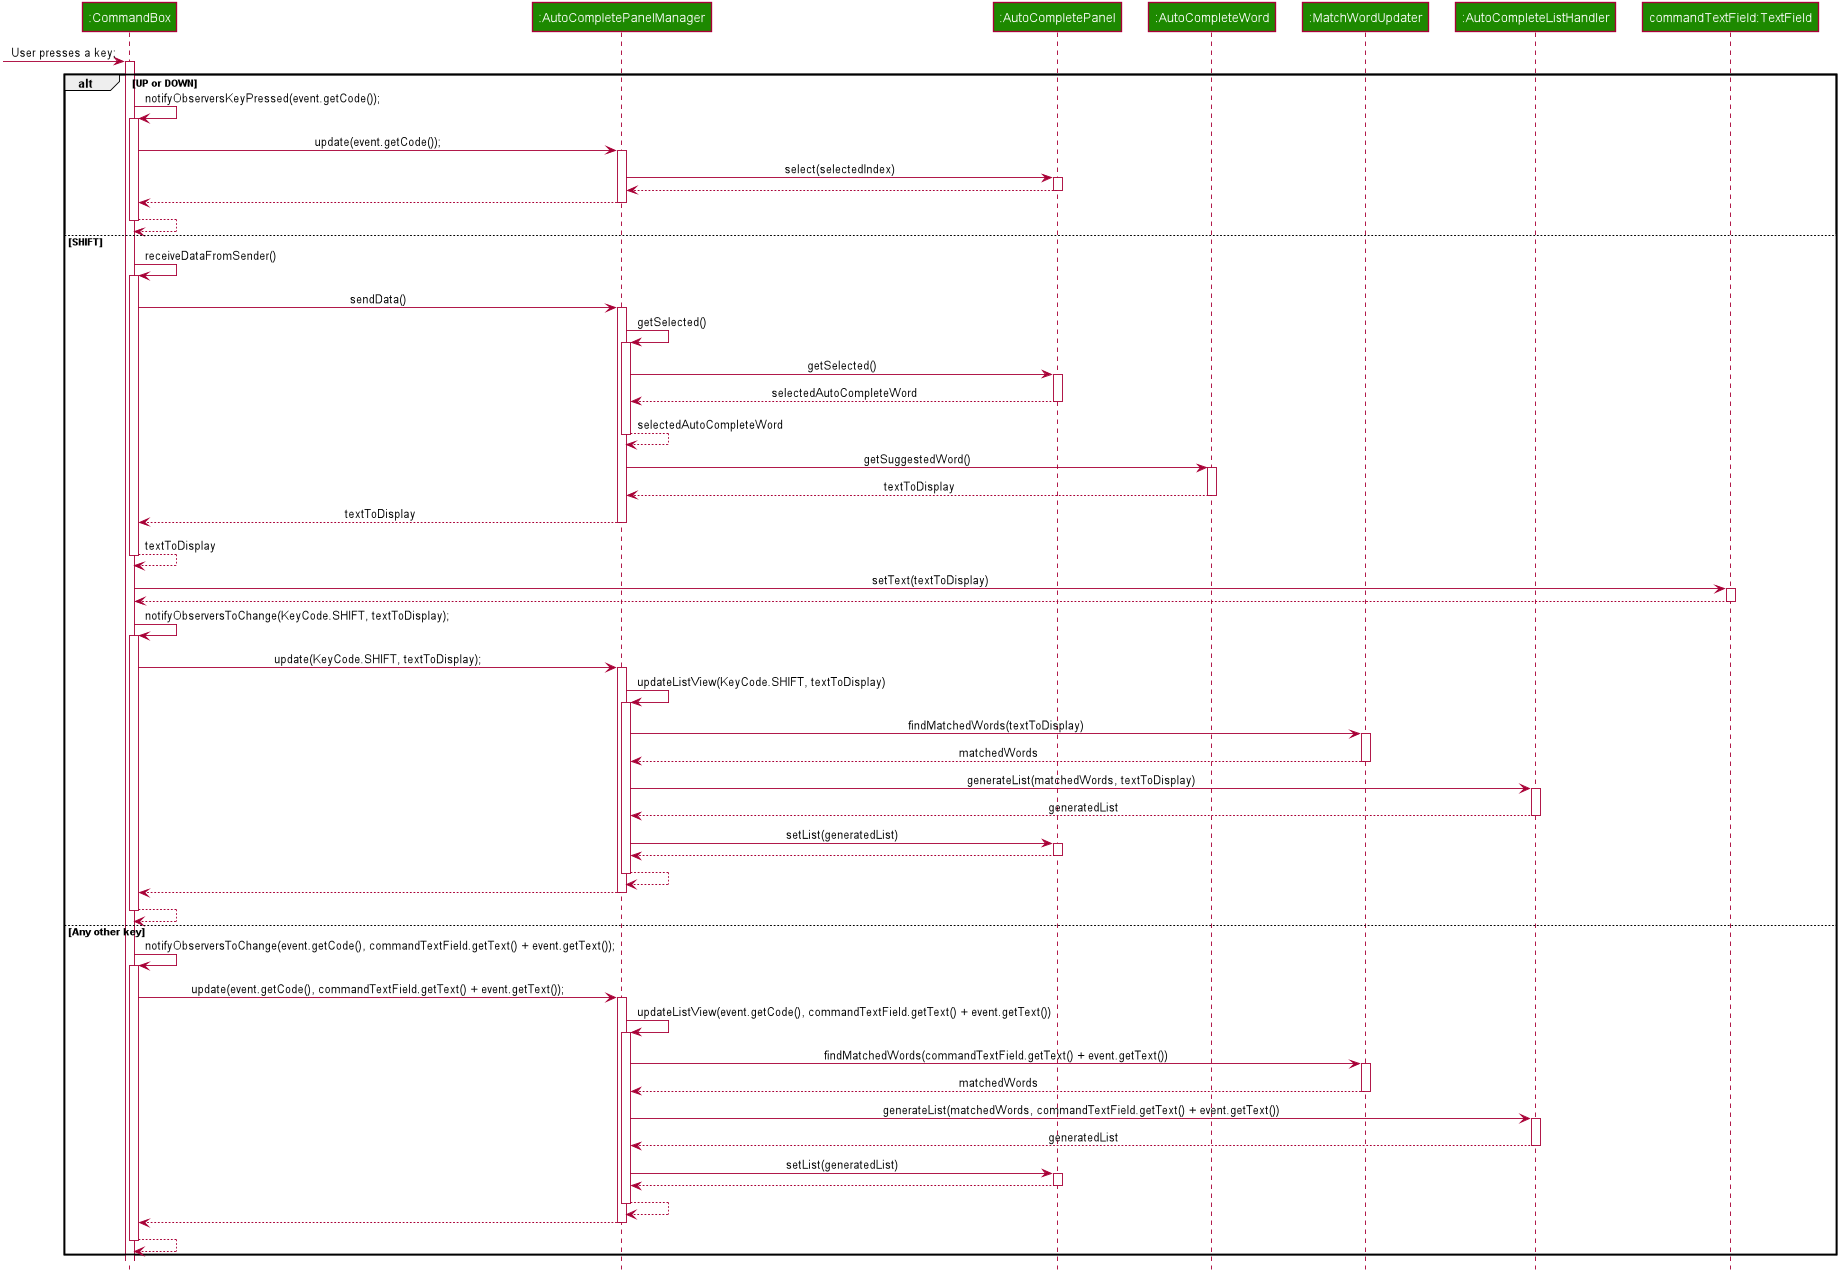 :CommandBox
:AutoCompletePanelManager
:AutoCompletePanel
:AutoCompleteWord
:MatchWordUpdater
:AutoCompleteListHandler
commandTextField:TextField
User presses a key;
alt
[UP or DOWN]
notifyObserversKeyPressed(event.getCode());
update(event.getCode());
select(selectedIndex)
[SHIFT]
receiveDataFromSender()
sendData()
getSelected()
getSelected()
selectedAutoCompleteWord
selectedAutoCompleteWord
getSuggestedWord()
textToDisplay
textToDisplay
textToDisplay
setText(textToDisplay)
notifyObserversToChange(KeyCode.SHIFT, textToDisplay);
update(KeyCode.SHIFT, textToDisplay);
updateListView(KeyCode.SHIFT, textToDisplay)
findMatchedWords(textToDisplay)
matchedWords
generateList(matchedWords, textToDisplay)
generatedList
setList(generatedList)
[Any other key]
notifyObserversToChange(event.getCode(), commandTextField.getText() + event.getText());
update(event.getCode(), commandTextField.getText() + event.getText());
updateListView(event.getCode(), commandTextField.getText() + event.getText())
findMatchedWords(commandTextField.getText() + event.getText())
matchedWords
generateList(matchedWords, commandTextField.getText() + event.getText())
generatedList
setList(generatedList)